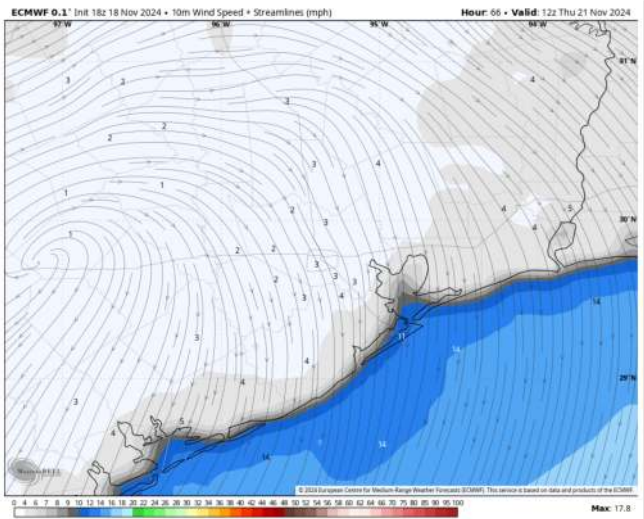 ECMWF 0.1° Init 18z 18 Nov 2024 • 10m Wind Speed + Streamlines (mph) Hour: 66 • Valid: 12z Thu 21 Nov 2024
97°W 96°W 95°W 94°W
31°N
3 2 4
3
2
2
3 4
1 1
2 4 5
3 30°N
4
1
2 2
3
2 3 3
3 4
14
11
3
14
4
29°N
4
3
5
4
14
14
WeatherBELL
© 2024 European Centre for Medium-Range Weather Forecasts (ECMWF). This service is based on data and products of the ECMWF.
0 4 6 8 9 10 12 14 16 18 20 22 24 26 28 30 32 34 36 38 40 42 44 46 48 50 52 54 56 58 60 65 70 75 80 85 90 95 100
Max: 17.8